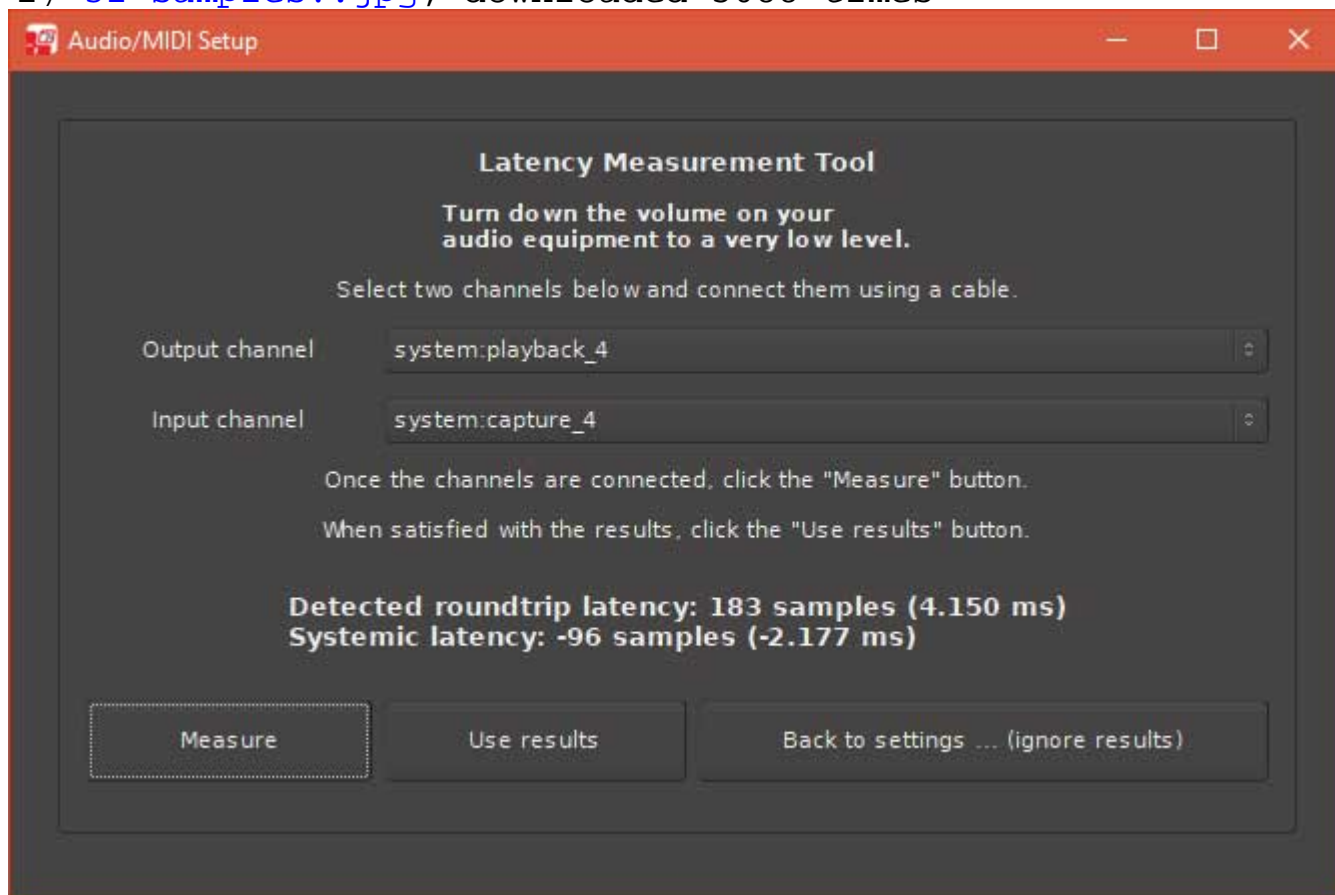 Audio/MIDI Setup
Latency Measurement Tool
Turn down the volume on your
audio equipment to a very low level.
Select two channels below and connect them using a cable.
Output channel system:playback_4
Input channel system:capture_4
Once the channels are connected, click the "Measure" button.
When satisfied with the results, click the "Use results" button.
Detected roundtrip latency: 183 samples (4.150 ms)
Systemic latency: -96 samples (-2.177 ms)
Measure Use results Back to settings ... (ignore results)